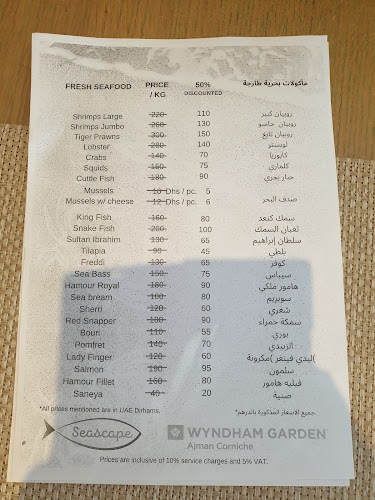 FRESH SEAFOOD PRICE / KG 50% DISCOUNTED ماكولات بحرية طازجة
Shrimps Large 220 110 روبيان كبير
Shrimps Jumbo 260 130 روبيان جامبو
Tiger Prawns 300 150 روبيان تايغ
Lobster 280 140 لوبستر
Crabs 140 70 كابوريا
Squids 150 75 كلماري
Cuttle Fish 180 90 حبار بحري
Mussels 10 Dhs / pc. 5 صدف البحر
Mussels w/ cheese 12 Dhs / pc. 6
King Fish 160 80 سمك كنعد
Snake Fish 200 100 ثعبان السمك
Sultan Ibrahim 130 65 سلطان إبراهيم
Tilapia 90 45 بلطي
Freddi 130 65 كوفر
Sea Bass 150 75 سيباس
Hamour Royal 180 90 هامور ملكي
Sea bream 160 80 سوبريم
Sherri 120 60 شعري
Red Snapper 180 90 سمكة حمراء
Bouri 110 55 بوري
Pomfret 140 70 الزبيدي
Lady Finger 120 60 ليدي فينغر (مكرونة)
Salmon 95 سلمون
Hamour Fillet 160 80 فيليه هامور
Saneya 40 20 صنية
*All prices mentioned are in UAE Dirhams. *جميع الاسعار المذكورة بالدرهم.
Seascape WYNDHAM GARDEN
Ajman Corniche
Prices are inclusive of 10% service charges and 5% VAT.